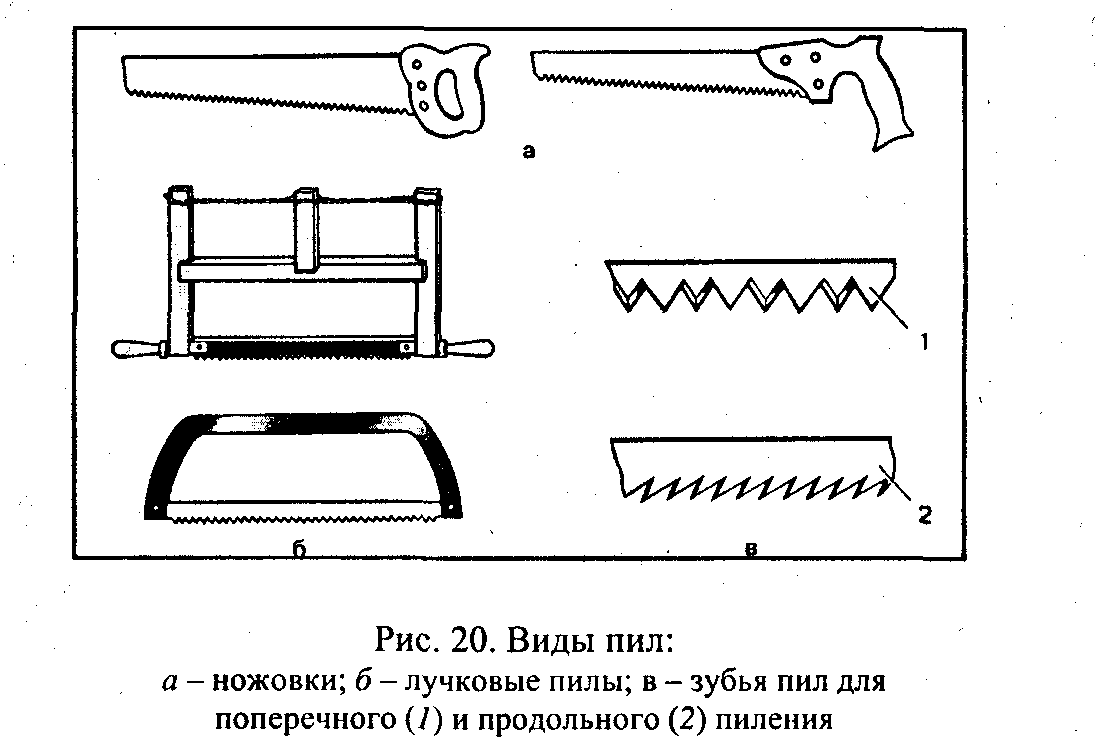 а
1
2
б
в
Рис. 20. Виды пил:
а – ножовки; б – лучковые пилы; в – зубья пил для
поперечного (1) и продольного (2) пиления